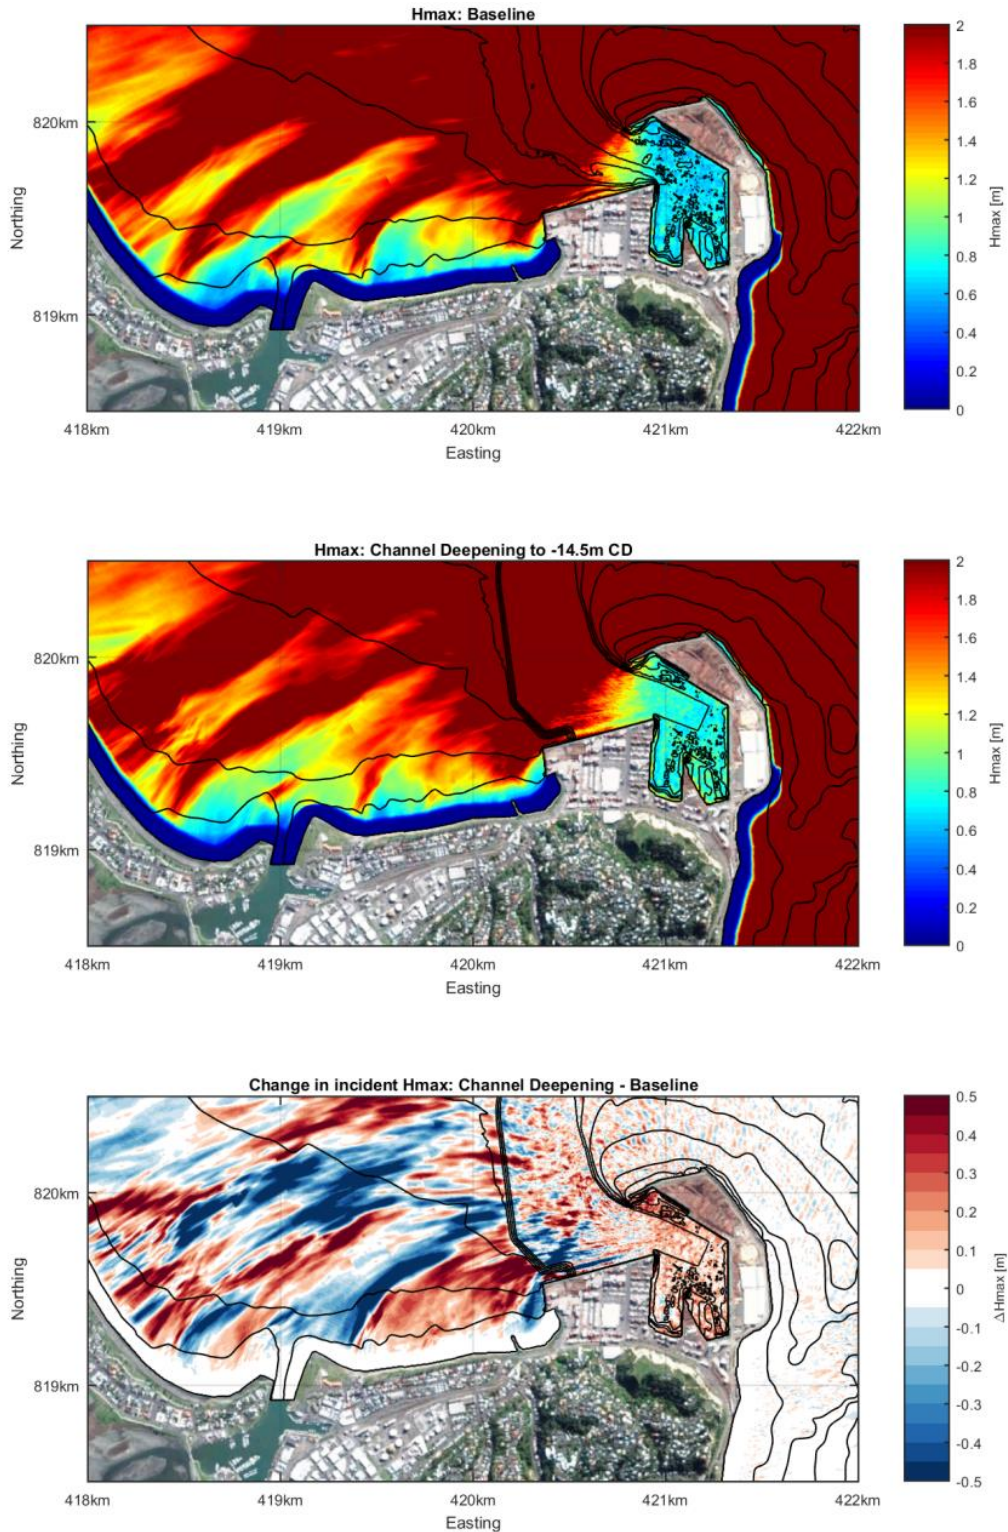 Hmax: Baseline
2
1.8
820km
1.6
1.4
1.2
Northing
Hmax [m]
1
0.8
0.6
819km
0.4
0.2
0
418km 419km 420km 421km 422km
Easting
Hmax: Channel Deepening to -14.5m CD
2
1.8
820km
1.6
1.4
1.2
Northing
Hmax [m]
1
0.8
0.6
819km
0.4
0.2
0
418km 419km 420km 421km 422km
Easting
Change in incident Hmax: Channel Deepening - Baseline
0.5
0.4
820km
0.3
0.2
0.1
Northing
ΔHmax [m]
0
-0.1
-0.2
819km
-0.3
-0.4
-0.5
418km 419km 420km 421km 422km
Easting